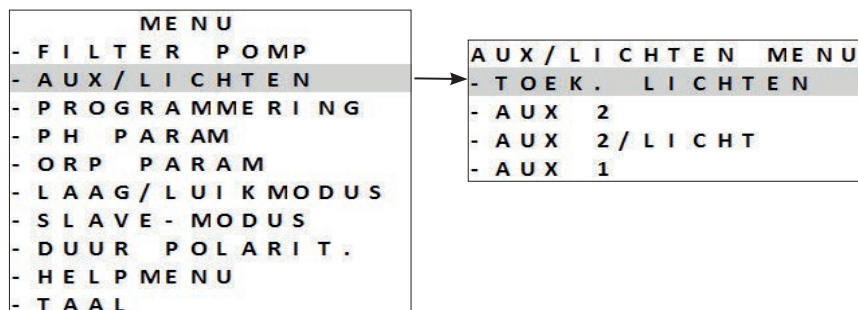 MENU
- FILTER POMP
- AUX/LICHTEN
- PROGRAMMERING
- PH PARAM
- ORP PARAM
- LAAG/LUIKMODUS
- SLAVE-MODUS
- DUUR POLARIT.
- HELPMENU
- TAAL
AUX/LICHTEN MENU
- TOEK. LICHTEN
- AUX 2
- AUX 2/LICHT
- AUX 1